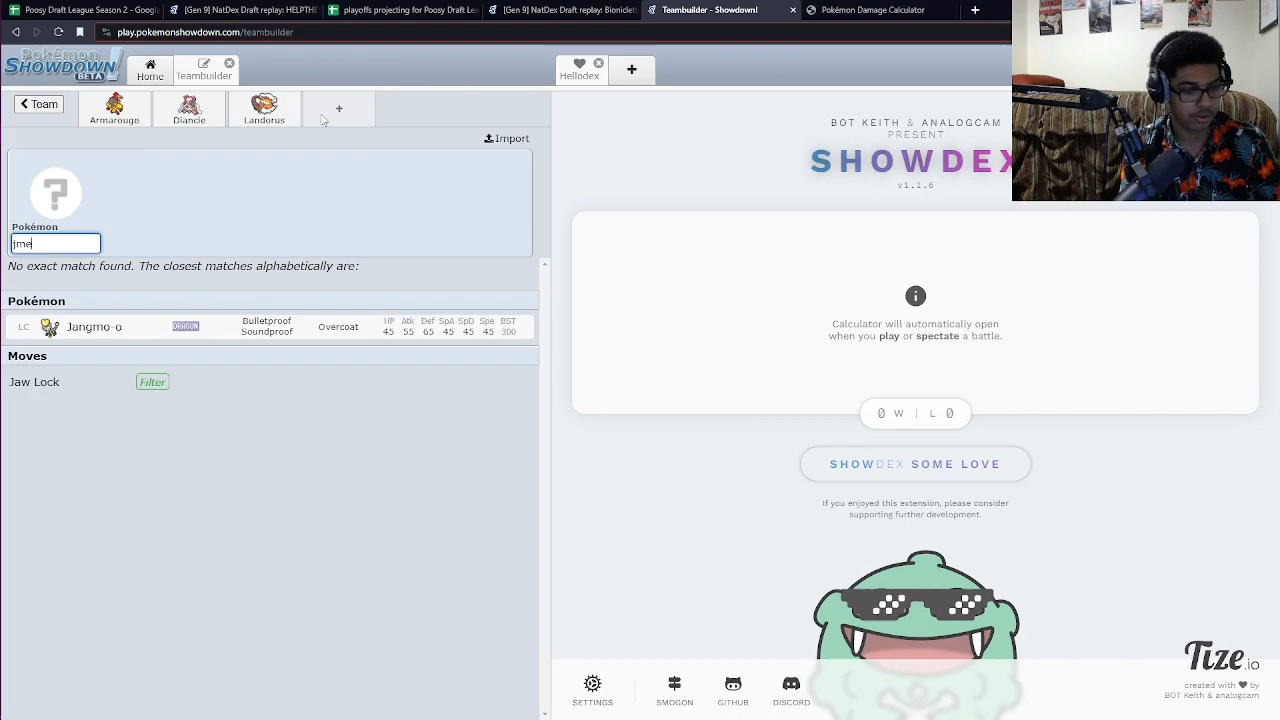 Poosy Draft League Season 2 - Google
[Gen 9] NatDex Draft replay: HELPTHE
playoffs projecting for Poosy Draft Le
[Gen 9] NatDex Draft replay: Bionicle
Teambuilder - Showdown!
Pokémon Damage Calculator
play.pokemonshowdown.com/teambuilder
Pokémon
SHOWDOWN!
BETA
Home
Teambuilder
Hellodex
Team
Armarouge
Diancie
Landorus
Import
Pokémon
jme
No exact match found. The closest matches alphabetically are:
Pokémon
LC Jangmo-o DRAGON Bulletproof Soundproof Overcoat HP 45 Atk 55 Def 65 SpA 45 SpD 45 Spe 45 BST 300
Moves
Jaw Lock Filter
BOT KEITH & ANALOGCAM
PRESENT
SHOWDEX
v1.1.6
Calculator will automatically open
when you play or spectate a battle.
0 W | L 0
SHOWDEX SOME LOVE
If you enjoyed this extension, please consider
supporting further development.
SETTINGS
SMOGON
GITHUB
DISCORD
Tize.io
created with by
BOT Keith & analogcam